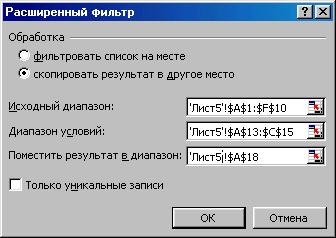 Расширенный фильтр
Обработка
фильтровать список на месте
скопировать результат в другое место
Исходный диапазон: 'Лист5'!$A$1:$F$10
Диапазон условий: 'Лист5'!$A$13:$C$15
Поместить результат в диапазон: 'Лист5'!$A$18
Только уникальные записи
OK Отмена